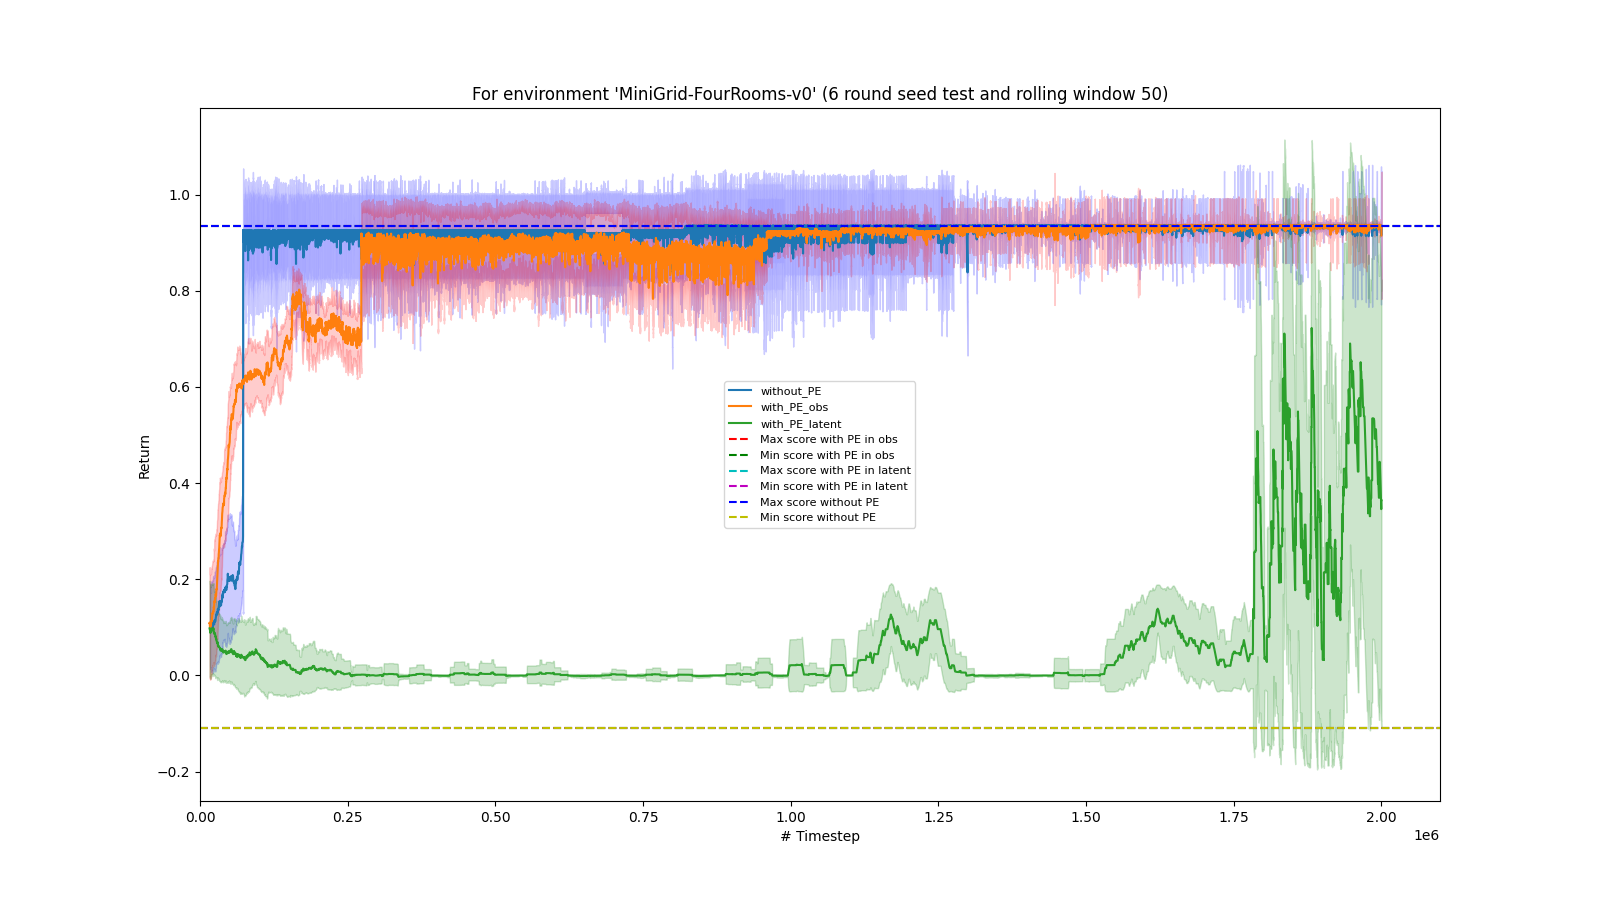 For environment 'MiniGrid-FourRooms-v0' (6 round seed test and rolling window 50)
Return
1.0
0.8
0.6
0.4
0.2
0.0
−0.2
without_PE
with_PE_obs
with_PE_latent
Max score with PE in obs
Min score with PE in obs
Max score with PE in latent
Min score with PE in latent
Max score without PE
Min score without PE
0.00 0.25 0.50 0.75 1.00 1.25 1.50 1.75 2.00
1e6
# Timestep